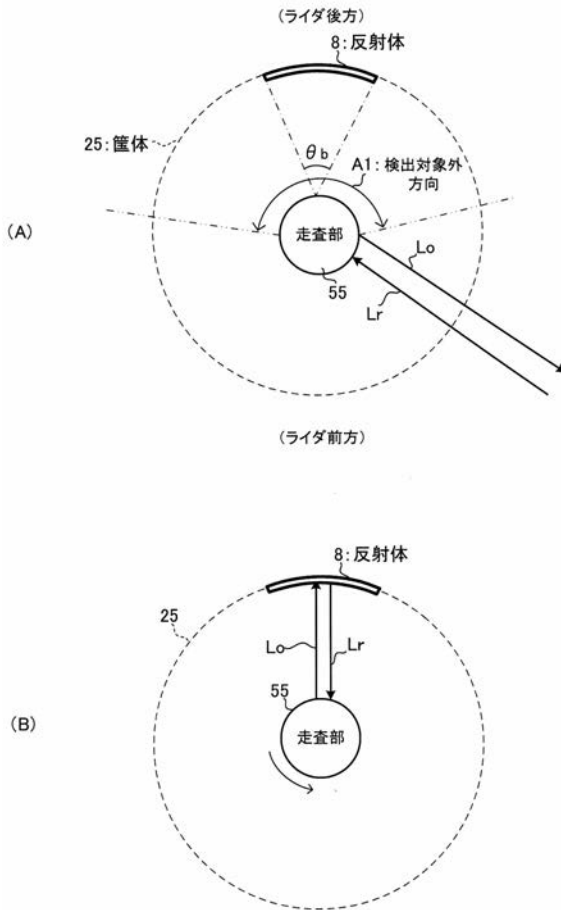 (ライダ後方)
8:反射体
25:筐体
θb
A1:検出対象外
方向
(A)
走査部
55
Lo
Lr
(ライダ前方)
8:反射体
25
Lo
Lr
55
(B)
走査部